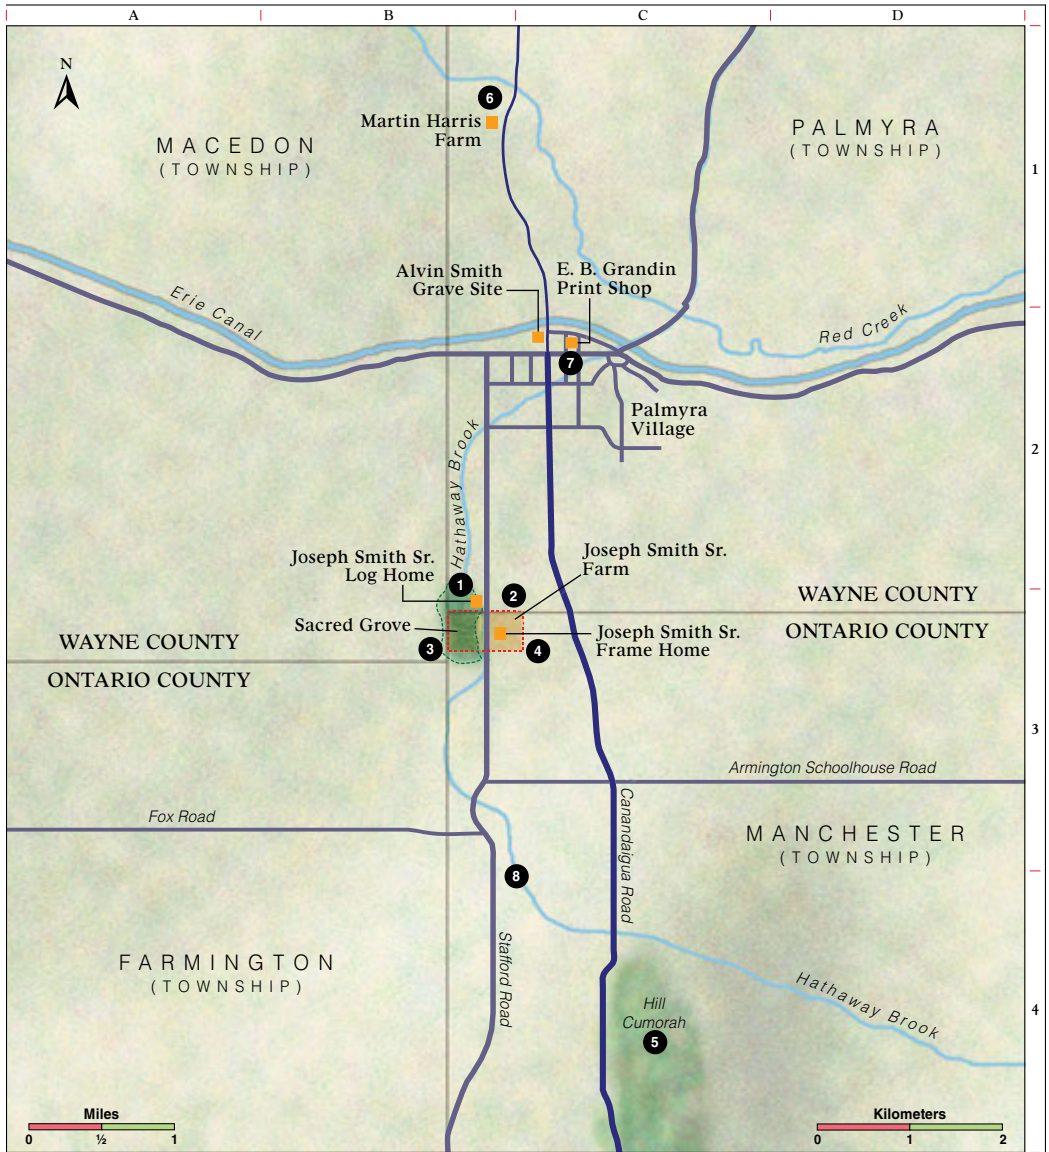 A
B
C
D
N
6
Martin Harris
Farm
MACEDON
(TOWNSHIP)
PALMYRA
(TOWNSHIP)
1
Alvin Smith
Grave Site
E. B. Grandin
Print Shop
Erie Canal
Red Creek
7
Palmyra
Village
Hathaway Brook
2
Joseph Smith Sr.
Log Home
1
2
Joseph Smith Sr.
Farm
WAYNE COUNTY
ONTARIO COUNTY
Sacred Grove
3
4
Joseph Smith Sr.
Frame Home
WAYNE COUNTY
ONTARIO COUNTY
3
Armington Schoolhouse Road
Fox Road
Canandaigua Road
MANCHESTER
(TOWNSHIP)
8
FARMINGTON
(TOWNSHIP)
Stafford Road
Hathaway Brook
Hill
Cumorah
5
4
Miles
0 ½ 1
Kilometers
0 1 2